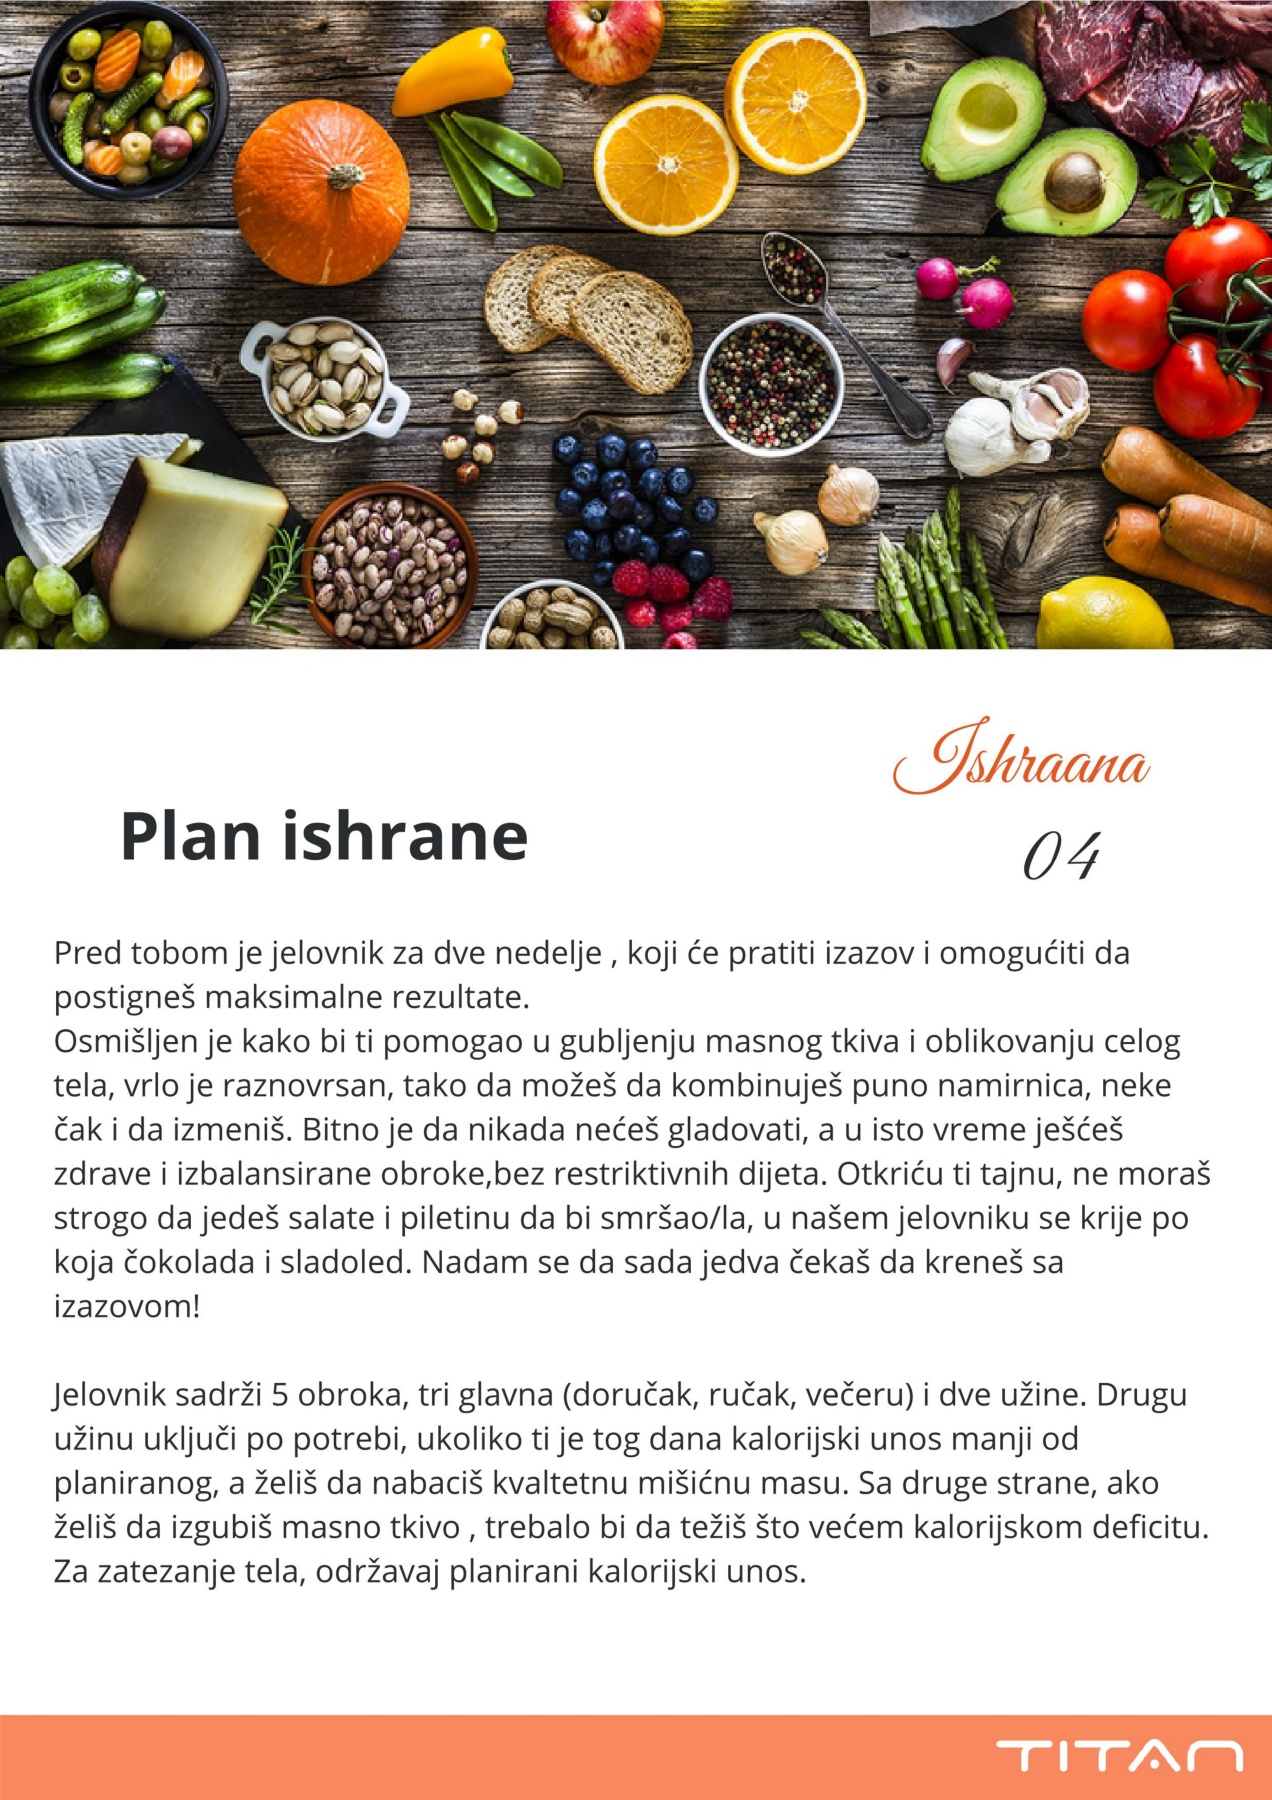 Ishraana
Plan ishrane
04
Pred tobom je jelovnik za dve nedelje , koji će pratiti izazov i omogućiti da
postigneš maksimalne rezultate.
Osmišljen je kako bi ti pomogao u gubljenju masnog tkiva i oblikovanju celog
tela, vrlo je raznovrsan, tako da možeš da kombinuješ puno namirnica, neke
čak i da izmeniš. Bitno je da nikada nećeš gladovati, a u isto vreme ješćeš
zdrave i izbalansirane obroke,bez restriktivnih dijeta. Otkriću ti tajnu, ne moraš
strogo da jedeš salate i piletinu da bi smršao/la, u našem jelovniku se krije po
koja čokolada i sladoled. Nadam se da sada jedva čekaš da kreneš sa
izazovom!
Jelovnik sadrži 5 obroka, tri glavna (doručak, ručak, večeru) i dve užine. Drugu
užinu uključi po potrebi, ukoliko ti je tog dana kalorijski unos manji od
planiranog, a želiš da nabaciš kvaltetnu mišićnu masu. Sa druge strane, ako
želiš da izgubiš masno tkivo , trebalo bi da težiš što većem kalorijskom deficitu.
Za zatezanje tela, održavaj planirani kalorijski unos.
TITAN